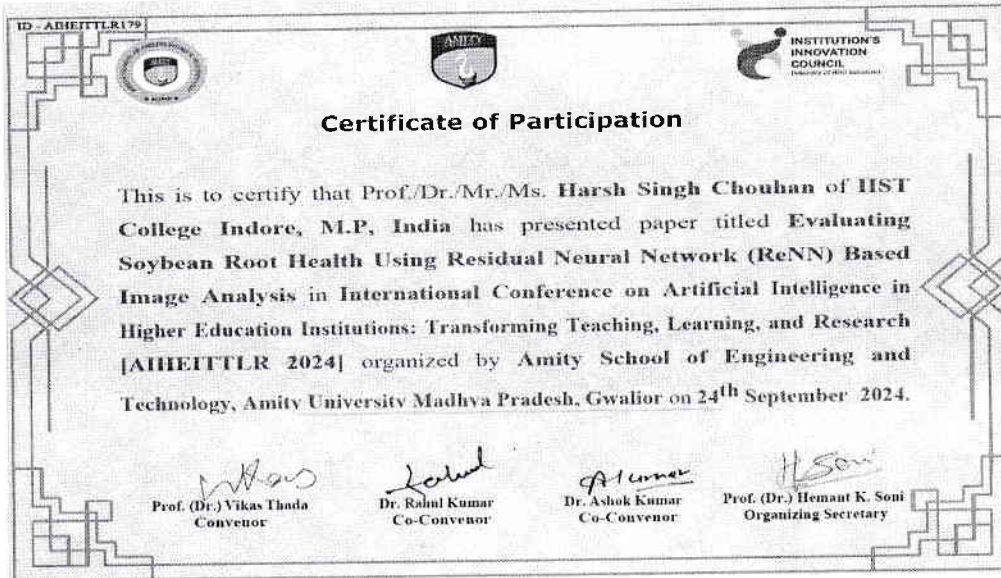 ID - AIHEITTLR179
AMITY
INSTITUTION'S
INNOVATION
COUNCIL
Certificate of Participation
This is to certify that Prof./Dr./Mr./Ms. Harsh Singh Chouhan of IIST
College Indore, M.P, India has presented paper titled Evaluating
Soybean Root Health Using Residual Neural Network (ReNN) Based
Image Analysis in International Conference on Artificial Intelligence in
Higher Education Institutions: Transforming Teaching, Learning, and Research
[AIHEITTLR 2024] organized by Amity School of Engineering and
Technology, Amity University Madhya Pradesh, Gwalior on 24th September 2024.
Prof. (Dr.) Vikas Thada
Convenor
Dr. Rahul Kumar
Co-Convenor
Dr. Ashok Kumar
Co-Convenor
Prof. (Dr.) Hemant K. Soni
Organizing Secretary